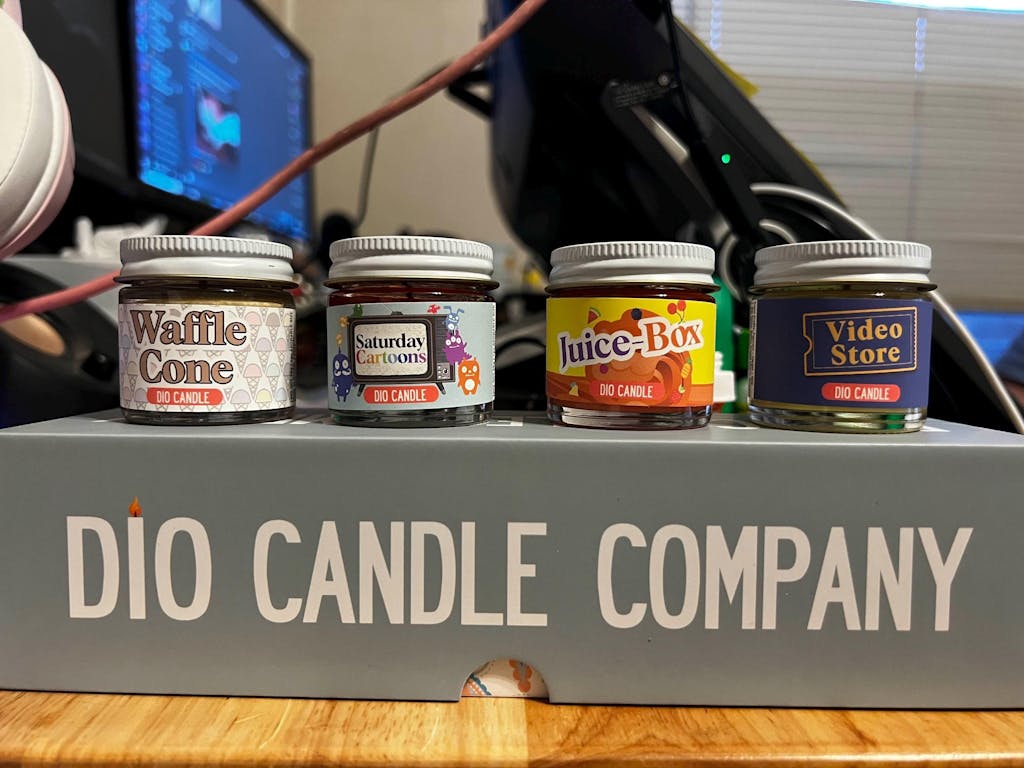 Waffle
Cone
DIO CANDLE
Saturday
Cartoons
DIO CANDLE
Juice-Box
DIO CANDLE
Video
Store
DIO CANDLE
DIO CANDLE COMPANY